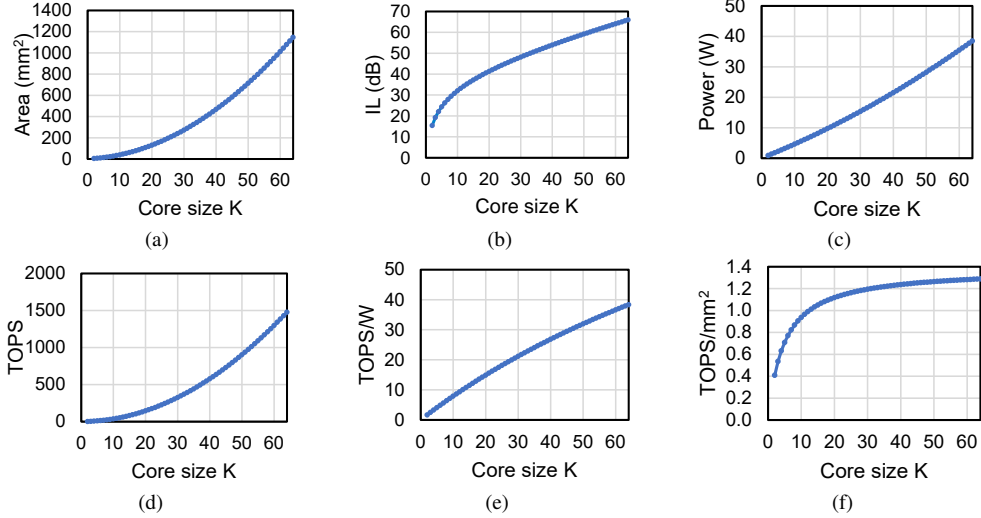 1400
1200
1000
800
600
400
200
0
Area (mm²)
0 10 20 30 40 50 60
Core size K
(a)
70
60
50
40
30
20
10
0
IL (dB)
0 10 20 30 40 50 60
Core size K
(b)
50
40
30
20
10
0
Power (W)
0 10 20 30 40 50 60
Core size K
(c)
2000
1500
1000
500
0
TOPS
0 10 20 30 40 50 60
Core size K
(d)
50
40
30
20
10
0
TOPS/W
0 10 20 30 40 50 60
Core size K
(e)
1.4
1.2
1.0
0.8
0.6
0.4
0.2
0.0
TOPS/mm²
0 10 20 30 40 50 60
Core size K
(f)